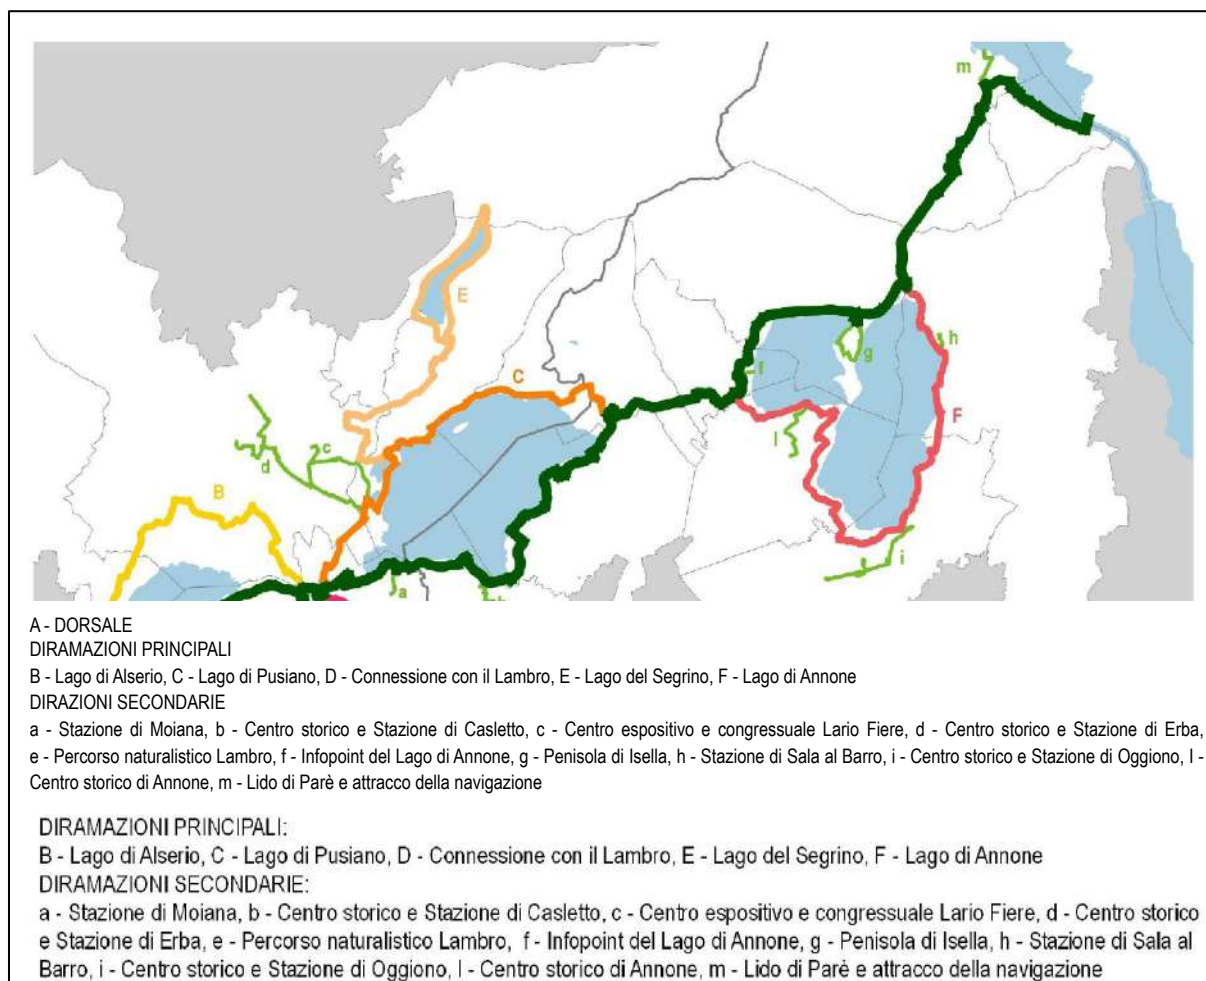 m
E
g
h
f
C
F
l
c
d
B
i
a
b
A - DORSALE
DIRAMAZIONI PRINCIPALI
B - Lago di Alserio, C - Lago di Pusiano, D - Connessione con il Lambro, E - Lago del Segrino, F - Lago di Annone
DIRAZIONI SECONDARIE
a - Stazione di Moiana, b - Centro storico e Stazione di Casletto, c - Centro espositivo e congressuale Lario Fiere, d - Centro storico e Stazione di Erba,
e - Percorso naturalistico Lambro, f - Infopoint del Lago di Annone, g - Penisola di Isella, h - Stazione di Sala al Barro, i - Centro storico e Stazione di Oggiono, l -
Centro storico di Annone, m - Lido di Parè e attracco della navigazione
DIRAMAZIONI PRINCIPALI:
B - Lago di Alserio, C - Lago di Pusiano, D - Connessione con il Lambro, E - Lago del Segrino, F - Lago di Annone
DIRAMAZIONI SECONDARIE:
a - Stazione di Moiana, b - Centro storico e Stazione di Casletto, c - Centro espositivo e congressuale Lario Fiere, d - Centro storico
e Stazione di Erba, e - Percorso naturalistico Lambro, f - Infopoint del Lago di Annone, g - Penisola di Isella, h - Stazione di Sala al
Barro, i - Centro storico e Stazione di Oggiono, l - Centro storico di Annone, m - Lido di Parè e attracco della navigazione